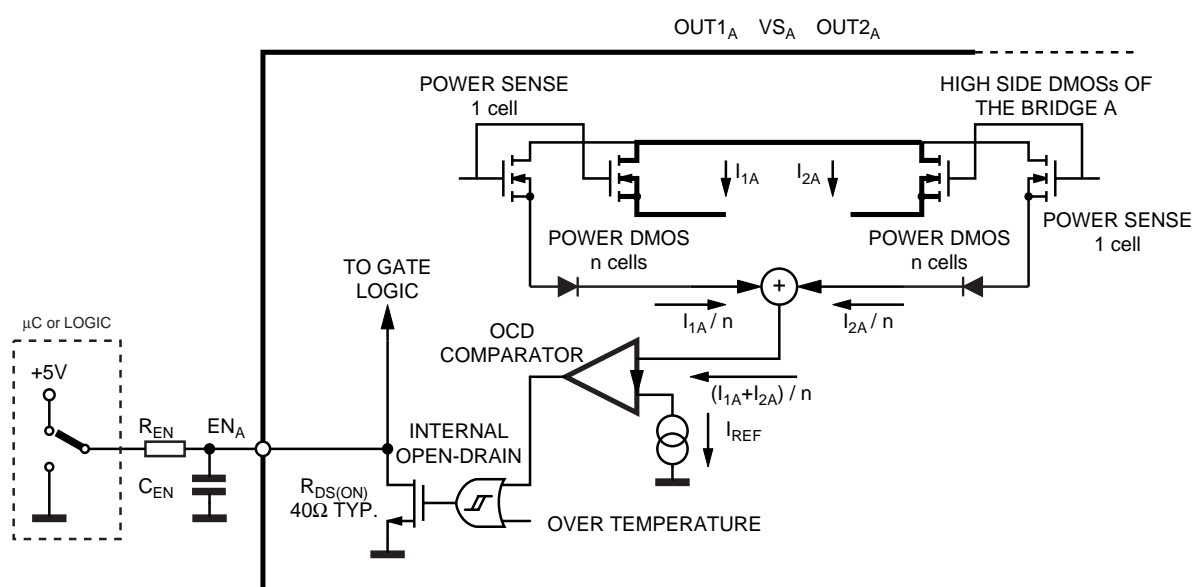 OUT1A VSA OUT2A
POWER SENSE
1 cell
HIGH SIDE DMOSs OF
THE BRIDGE A
I1A
I2A
POWER SENSE
1 cell
POWER DMOS
n cells
POWER DMOS
n cells
TO GATE
LOGIC
+
I1A / n
I2A / n
μC or LOGIC
OCD
COMPARATOR
+5V
(I1A+I2A) / n
REN
ENA
INTERNAL
OPEN-DRAIN
IREF
CEN
RDS(ON)
40Ω TYP.
OVER TEMPERATURE